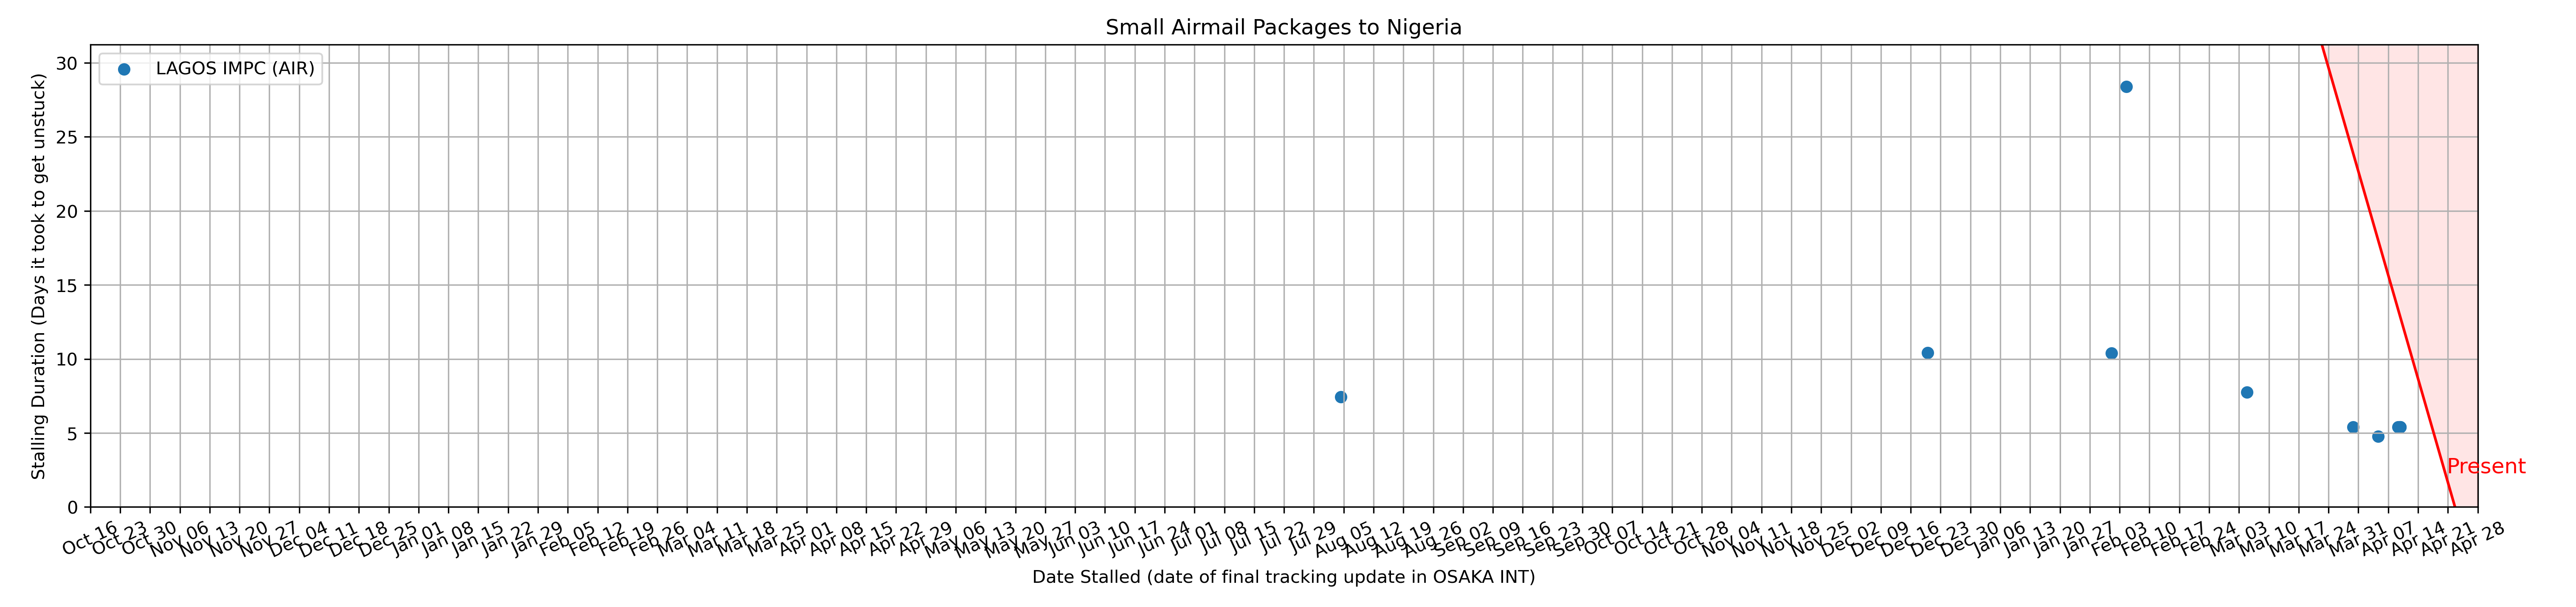 Small Airmail Packages to Nigeria
LAGOS IMPC (AIR)
Stalling Duration (Days it took to get unstuck)
30
25
20
15
10
5
0
Present
Oct 16
Oct 23
Oct 30
Nov 06
Nov 13
Nov 20
Nov 27
Dec 04
Dec 11
Dec 18
Dec 25
Jan 01
Jan 08
Jan 15
Jan 22
Jan 29
Feb 05
Feb 12
Feb 19
Feb 26
Mar 04
Mar 11
Mar 18
Mar 25
Apr 01
Apr 08
Apr 15
Apr 22
Apr 29
May 06
May 13
May 20
May 27
Jun 03
Jun 10
Jun 17
Jun 24
Jul 01
Jul 08
Jul 15
Jul 22
Jul 29
Aug 05
Aug 12
Aug 19
Aug 26
Sep 02
Sep 09
Sep 16
Sep 23
Sep 30
Oct 07
Oct 14
Oct 21
Oct 28
Nov 04
Nov 11
Nov 18
Nov 25
Dec 02
Dec 09
Dec 16
Dec 23
Dec 30
Jan 06
Jan 13
Jan 20
Jan 27
Feb 03
Feb 10
Feb 17
Feb 24
Mar 03
Mar 10
Mar 17
Mar 24
Mar 31
Apr 07
Apr 14
Apr 21
Apr 28
Date Stalled (date of final tracking update in OSAKA INT)